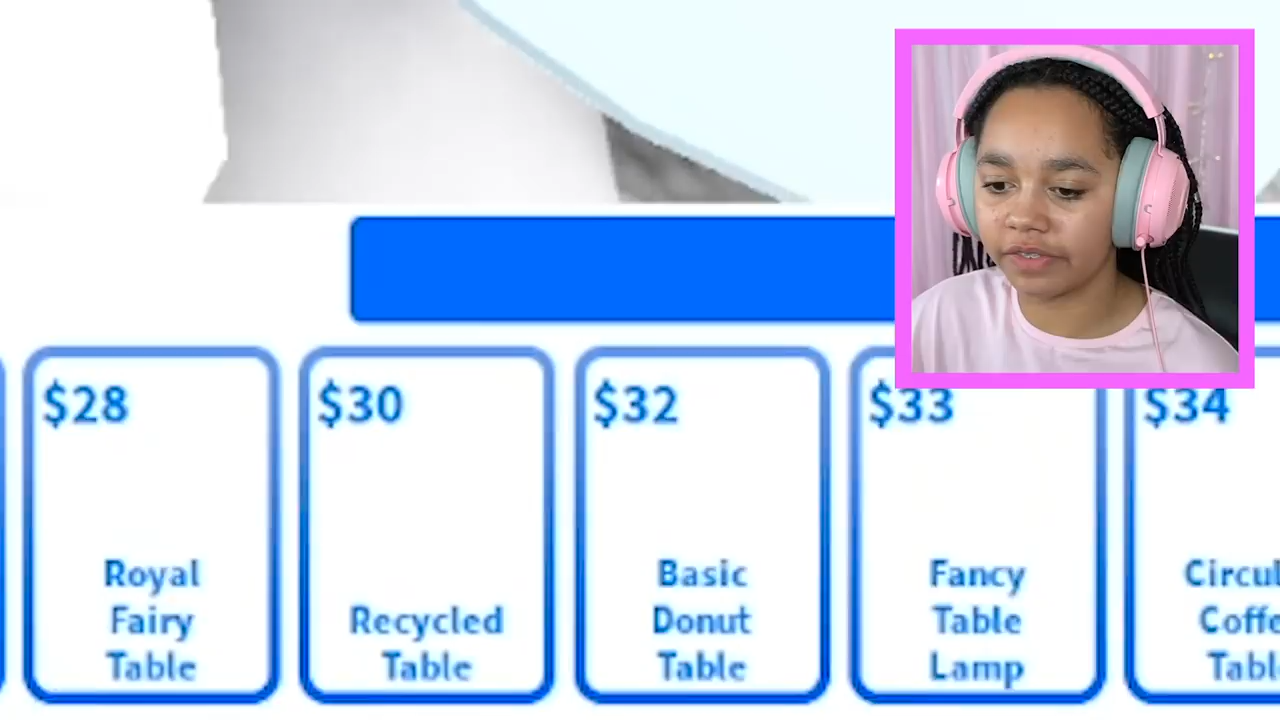 $28
Royal
Fairy
Table
$30
Recycled
Table
$32
Basic
Donut
Table
$33
Fancy
Table
Lamp
$34